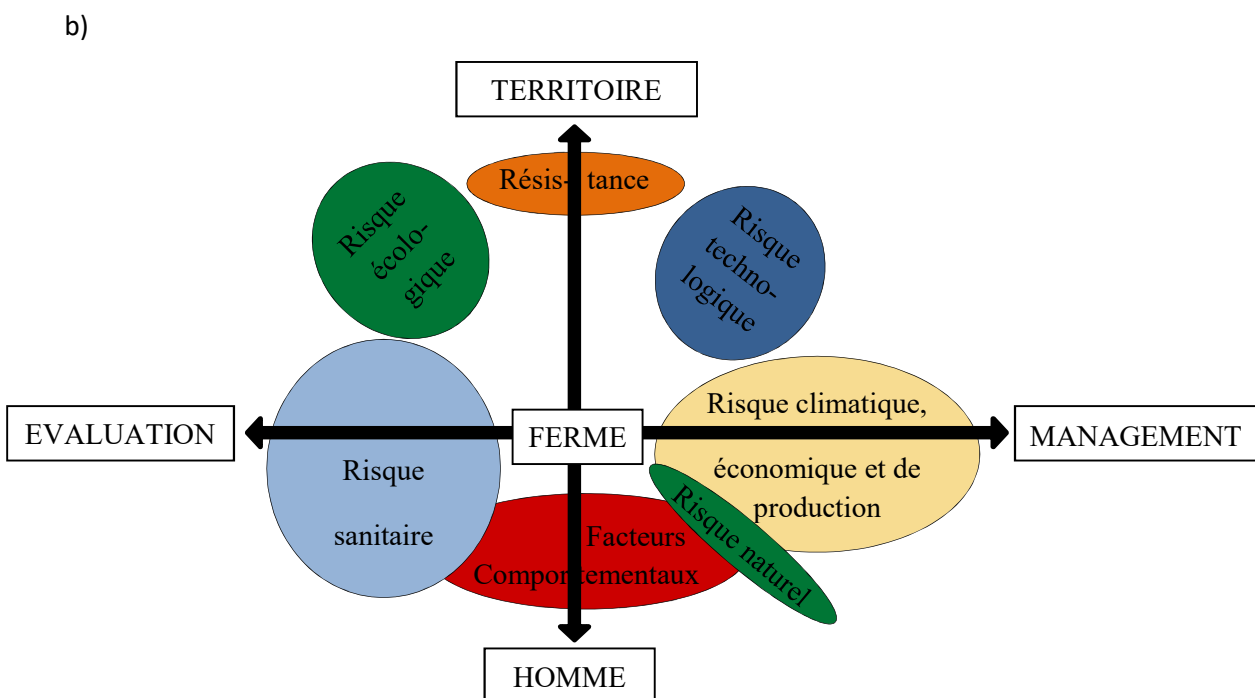 b)
TERRITOIRE
Résis- tance
Risque
écolo-
gique
Risque
techno-
logique
EVALUATION
FERME
MANAGEMENT
Risque climatique,
économique et de
production
Risque
sanitaire
Risque naturel
Facteurs
Comportementaux
HOMME